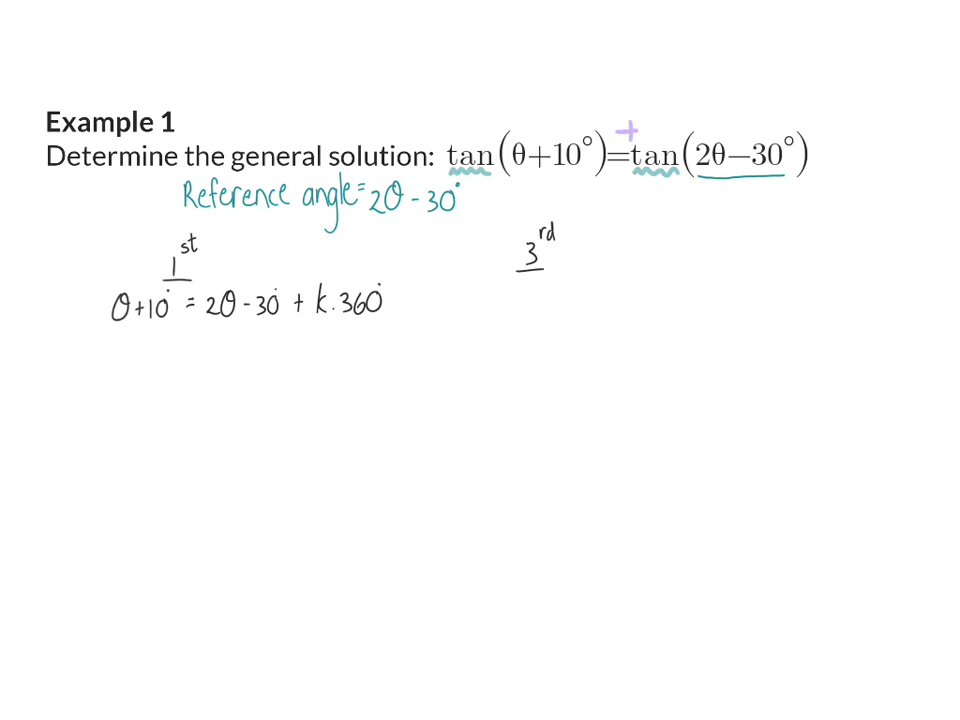 Example 1
Determine the general solution: tan(θ+10°)=tan(2θ−30°)
+
Reference angle = 2θ - 30°
1st
3rd
θ+10° = 2θ - 30° + k.360°